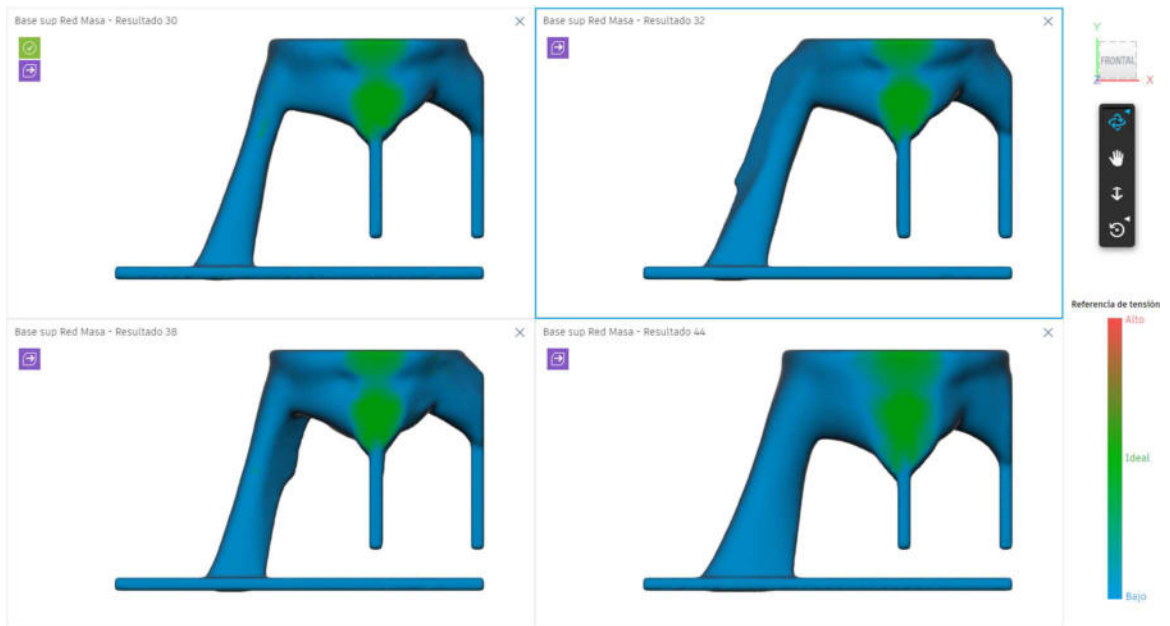 Base sup Red Masa - Resultado 30
Base sup Red Masa - Resultado 32
Y
FRONTAL
Z
X
Referencia de tensión
Alto
Ideal
Bajo
Base sup Red Masa - Resultado 38
Base sup Red Masa - Resultado 44